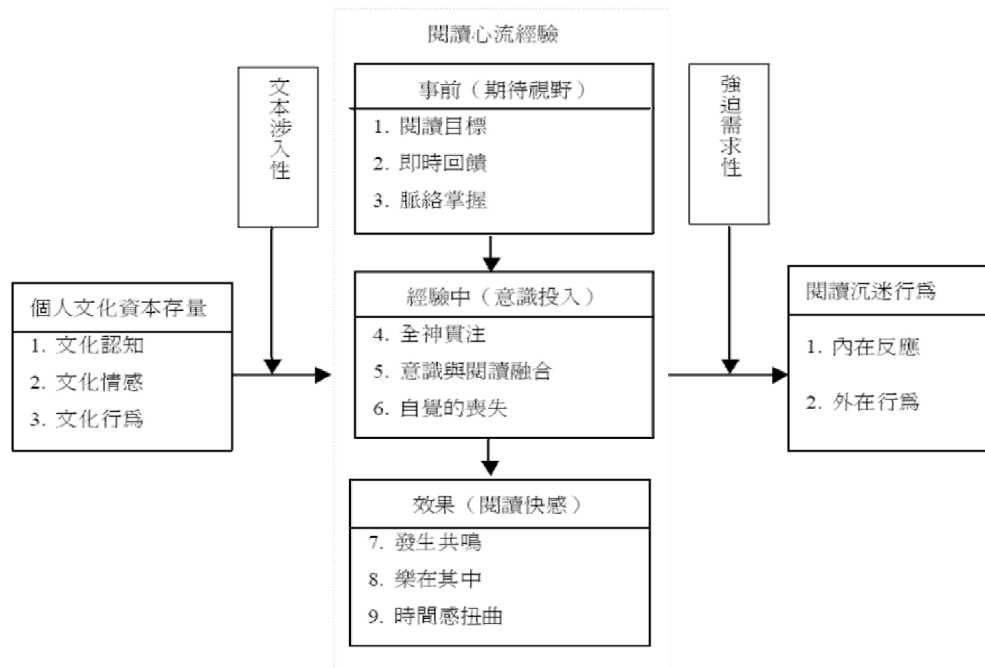 閱讀心流經驗
文本涉入性
事前（期待視野）
1. 閱讀目標
2. 即時回饋
3. 脈絡掌握
強迫需求性
個人文化資本存量
1. 文化認知
2. 文化情感
3. 文化行爲
經驗中（意識投入）
4. 全神貫注
5. 意識與閱讀融合
6. 自覺的喪失
閱讀沉迷行爲
1. 內在反應
2. 外在行爲
效果（閱讀快感）
7. 發生共鳴
8. 樂在其中
9. 時間感扭曲